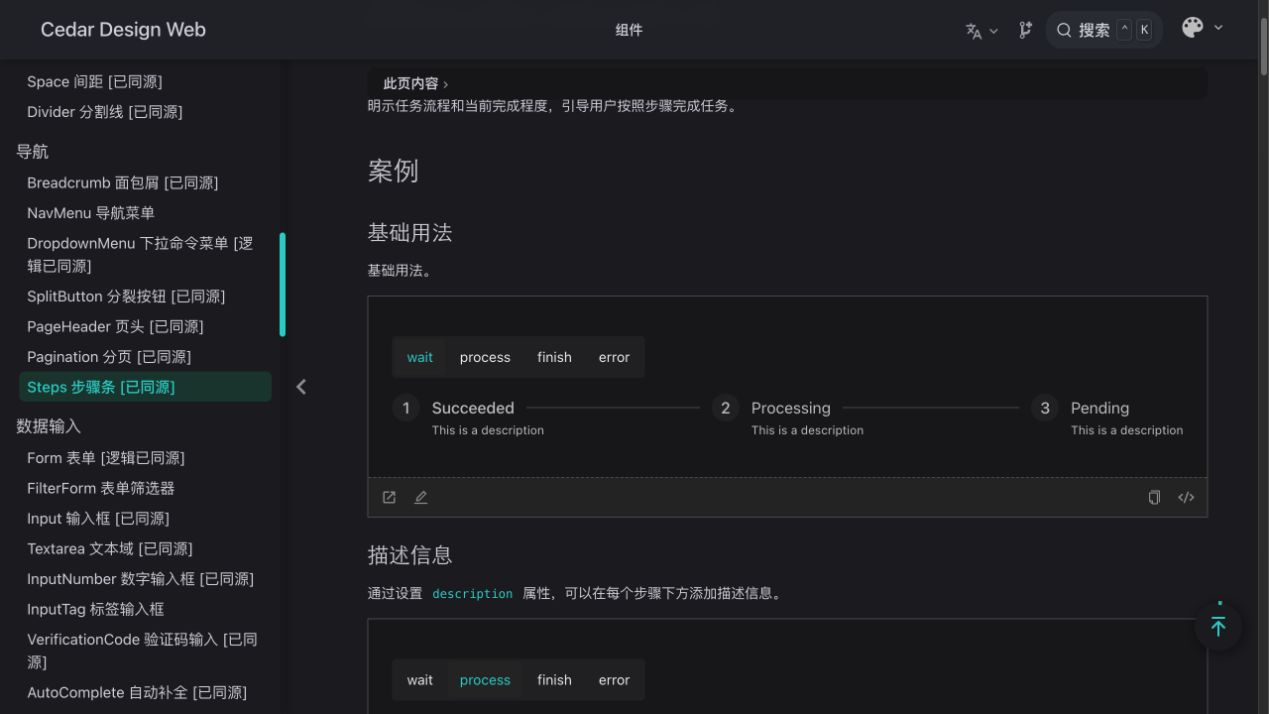 Cedar Design Web
组件
搜索 ^ K
Space 间距 [已同源]
Divider 分割线 [已同源]
导航
Breadcrumb 面包屑 [已同源]
NavMenu 导航菜单
DropdownMenu 下拉命令菜单 [逻
辑已同源]
SplitButton 分裂按钮 [已同源]
PageHeader 页头 [已同源]
Pagination 分页 [已同源]
Steps 步骤条 [已同源]
数据输入
Form 表单 [逻辑已同源]
FilterForm 表单筛选器
Input 输入框 [已同源]
Textarea 文本域 [已同源]
InputNumber 数字输入框 [已同源]
InputTag 标签输入框
VerificationCode 验证码输入 [已同
源]
AutoComplete 自动补全 [已同源]
此页内容 ›
明示任务流程和当前完成程度，引导用户按照步骤完成任务。
案例
基础用法
基础用法。
wait process finish error
1 Succeeded 2 Processing 3 Pending
This is a description This is a description This is a description
描述信息
通过设置 description 属性，可以在每个步骤下方添加描述信息。
wait process finish error